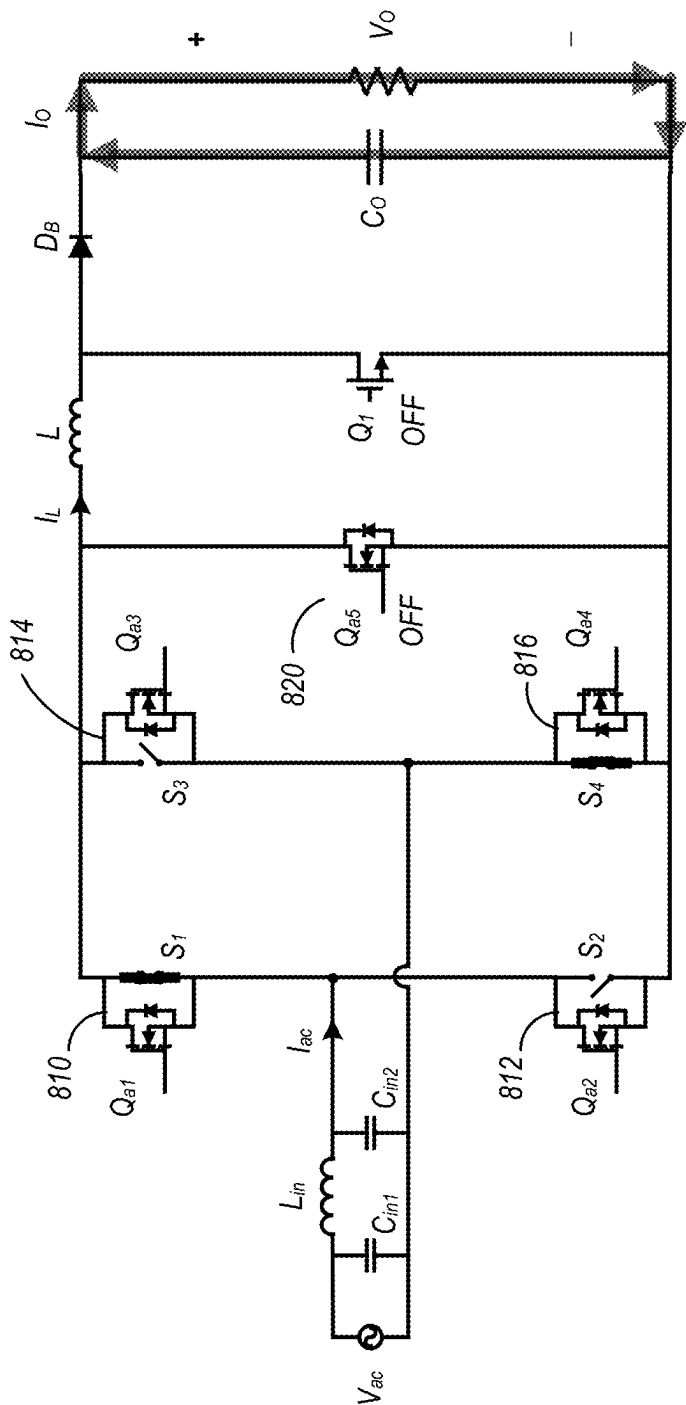 814
810
Qa1
S1
S3
Qa3
IL
L
DB
IO
+
Iac
Lin
Cin1
Cin2
Vac
820
Qa5
OFF
Q1
OFF
CO
VO
812
Qa2
S2
816
S4
Qa4
–